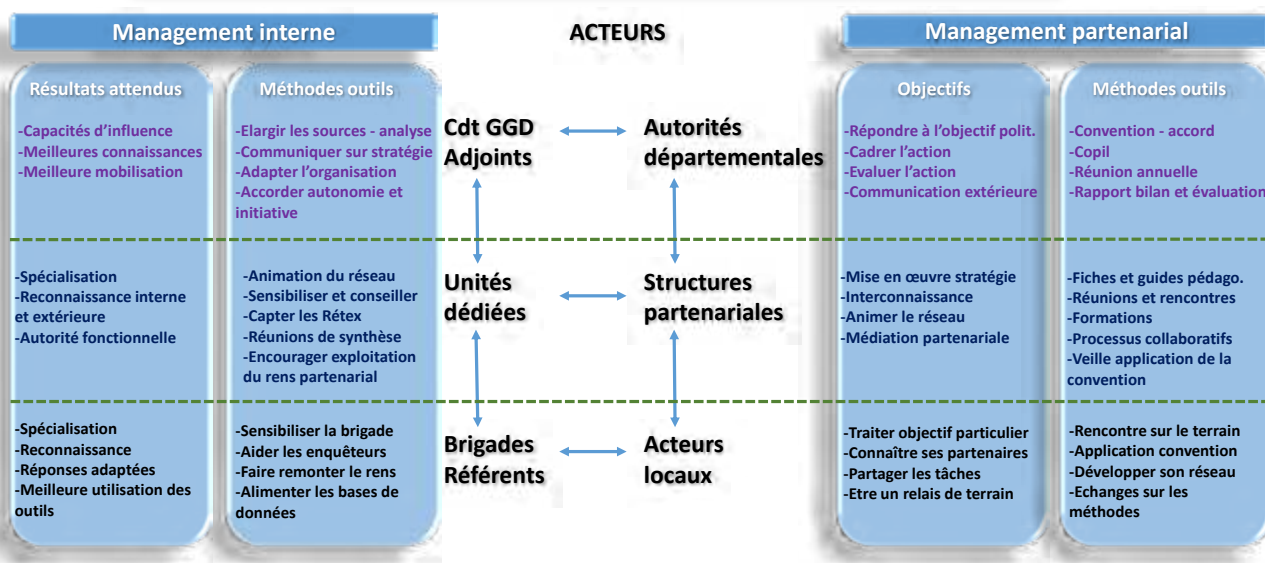 Management interne
ACTEURS
Management partenarial
Résultats attendus
Méthodes outils
Objectifs
Méthodes outils
-Capacités d'influence
-Meilleures connaissances
-Meilleure mobilisation
-Elargir les sources - analyse
-Communiquer sur stratégie
-Adapter l'organisation
-Accorder autonomie et
initiative
Cdt GGD
Adjoints
Autorités
départementales
-Répondre à l'objectif polit.
-Cadrer l'action
-Evaluer l'action
-Communication extérieure
-Convention - accord
-Copil
-Réunion annuelle
-Rapport bilan et évaluation
-Spécialisation
-Reconnaissance interne
et extérieure
-Autorité fonctionnelle
-Animation du réseau
-Sensibiliser et conseiller
-Capter les Rétex
-Réunions de synthèse
-Encourager exploitation
du rens partenarial
Unités
dédiées
Structures
partenariales
-Mise en œuvre stratégie
-Interconnaissance
-Animer le réseau
-Médiation partenariale
-Fiches et guides pédago.
-Réunions et rencontres
-Formations
-Processus collaboratifs
-Veille application de la
convention
-Spécialisation
-Reconnaissance
-Réponses adaptées
-Meilleure utilisation des
outils
-Sensibiliser la brigade
-Aider les enquêteurs
-Faire remonter le rens
-Alimenter les bases de
données
Brigades
Référents
Acteurs
locaux
-Traiter objectif particulier
-Connaître ses partenaires
-Partager les tâches
-Etre un relais de terrain
-Rencontre sur le terrain
-Application convention
-Développer son réseau
-Echanges sur les
méthodes